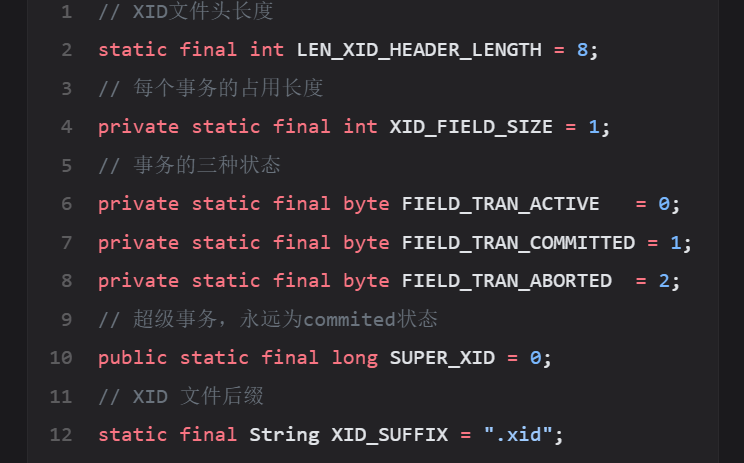 1 // XID文件头长度
2 static final int LEN_XID_HEADER_LENGTH = 8;
3 // 每个事务的占用长度
4 private static final int XID_FIELD_SIZE = 1;
5 // 事务的三种状态
6 private static final byte FIELD_TRAN_ACTIVE   = 0;
7 private static final byte FIELD_TRAN_COMMITTED = 1;
8 private static final byte FIELD_TRAN_ABORTED  = 2;
9 // 超级事务，永远为commited状态
10 public static final long SUPER_XID = 0;
11 // XID 文件后缀
12 static final String XID_SUFFIX = ".xid";